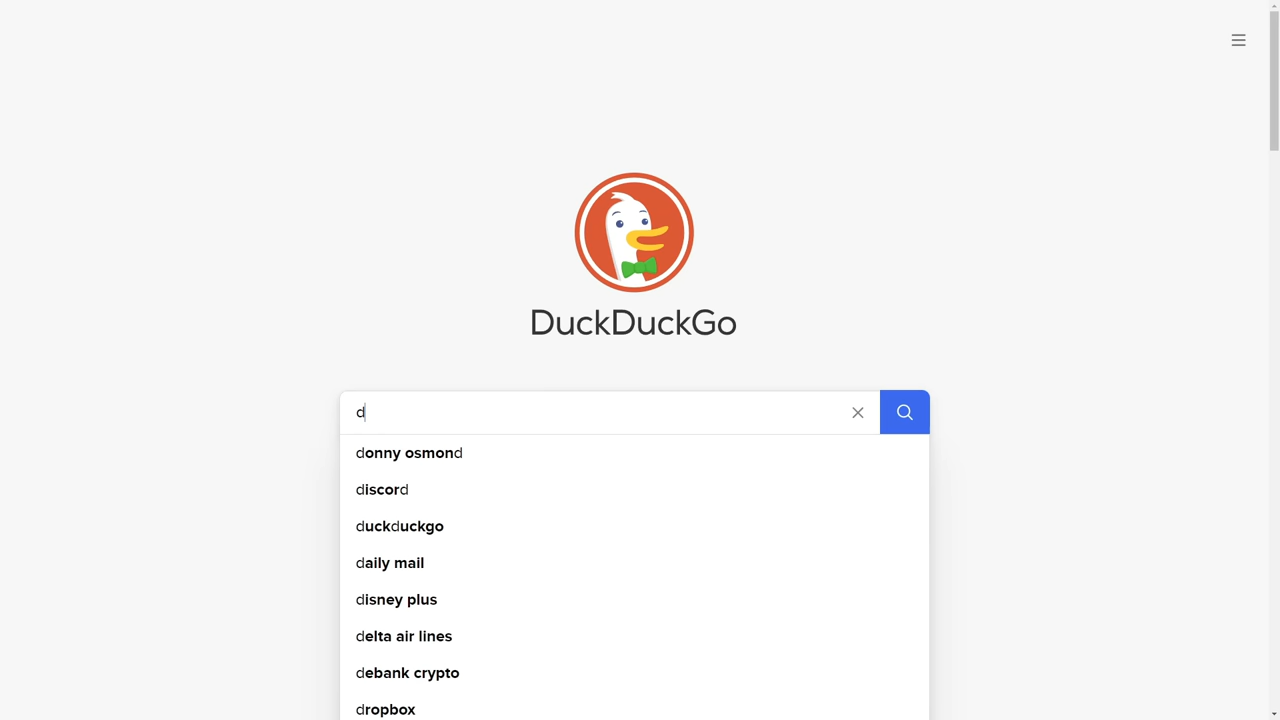 DuckDuckGo
d
donny osmond
discord
duckduckgo
daily mail
disney plus
delta air lines
debank crypto
dropbox